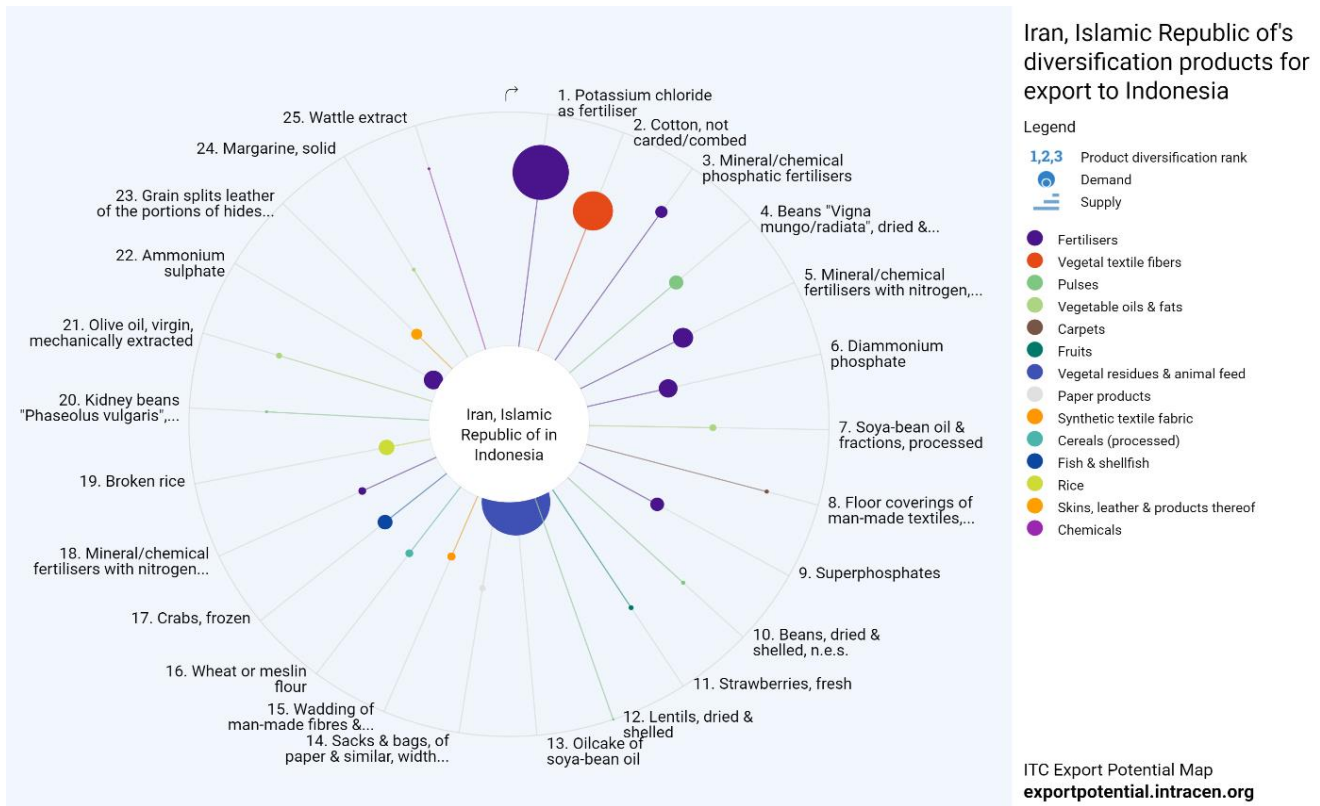 Iran, Islamic Republic of's
diversification products for
export to Indonesia
Legend
1,2,3 Product diversification rank
Demand
Supply
Fertilisers
Vegetal textile fibers
Pulses
Vegetable oils & fats
Carpets
Fruits
Vegetal residues & animal feed
Paper products
Synthetic textile fabric
Cereals (processed)
Fish & shellfish
Rice
Skins, leather & products thereof
Chemicals
1. Potassium chloride
as fertiliser
2. Cotton, not
carded/combed
3. Mineral/chemical
phosphatic fertilisers
4. Beans "Vigna
mungo/radiata", dried &...
5. Mineral/chemical
fertilisers with nitrogen,...
6. Diammonium
phosphate
7. Soya-bean oil &
fractions, processed
8. Floor coverings of
man-made textiles,...
9. Superphosphates
10. Beans, dried &
shelled, n.e.s.
11. Strawberries, fresh
12. Lentils, dried &
shelled
13. Oilcake of
soya-bean oil
14. Sacks & bags, of
paper & similar, width...
15. Wadding of
man-made fibres &...
16. Wheat or meslin
flour
17. Crabs, frozen
18. Mineral/chemical
fertilisers with nitrogen...
19. Broken rice
20. Kidney beans
"Phaseolus vulgaris",...
21. Olive oil, virgin,
mechanically extracted
22. Ammonium
sulphate
23. Grain splits leather
of the portions of hides...
24. Margarine, solid
25. Wattle extract
Iran, Islamic
Republic of in
Indonesia
ITC Export Potential Map
exportpotential.intracen.org